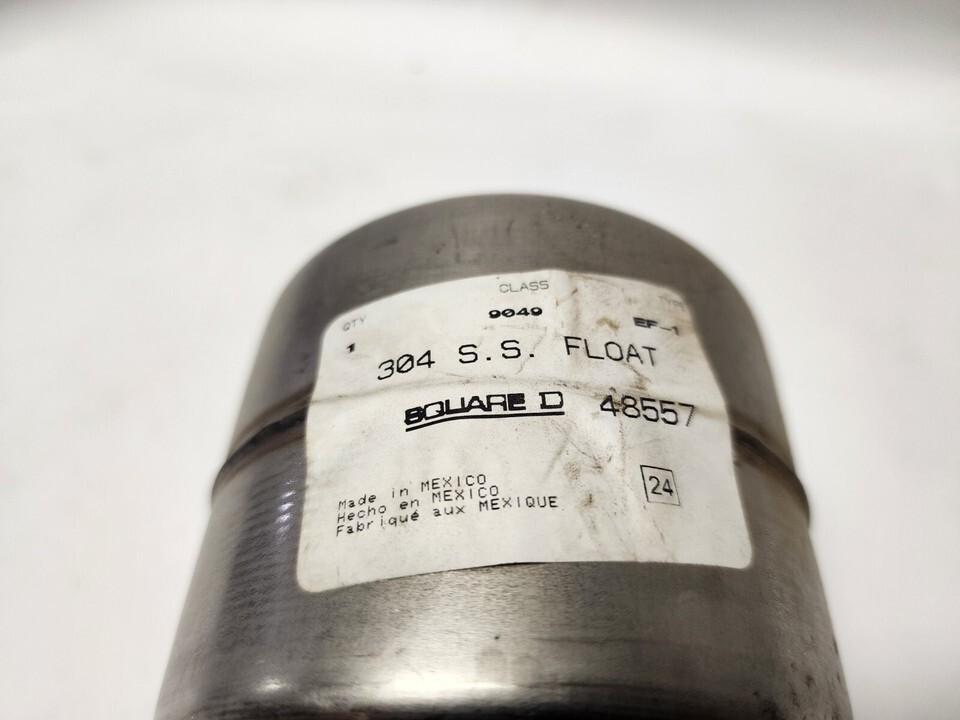 CLASS TYPE
QTY 9049 EF-1
1
304 S.S. FLOAT
SQUARE D 48557
Made in MEXICO
Hecho en MEXICO
Fabriqué aux MEXIQUE
24